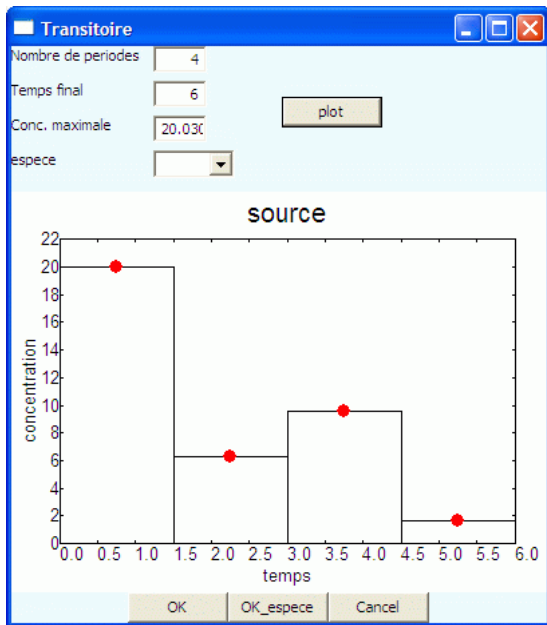 Transitoire
Nombre de periodes 4
Temps final 6
plot
Conc. maximale 20.030
espece
source
22
20
18
16
14
12
10
8
6
4
2
0
concentration
0.0 0.5 1.0 1.5 2.0 2.5 3.0 3.5 4.0 4.5 5.0 5.5 6.0
temps
OK OK_espece Cancel